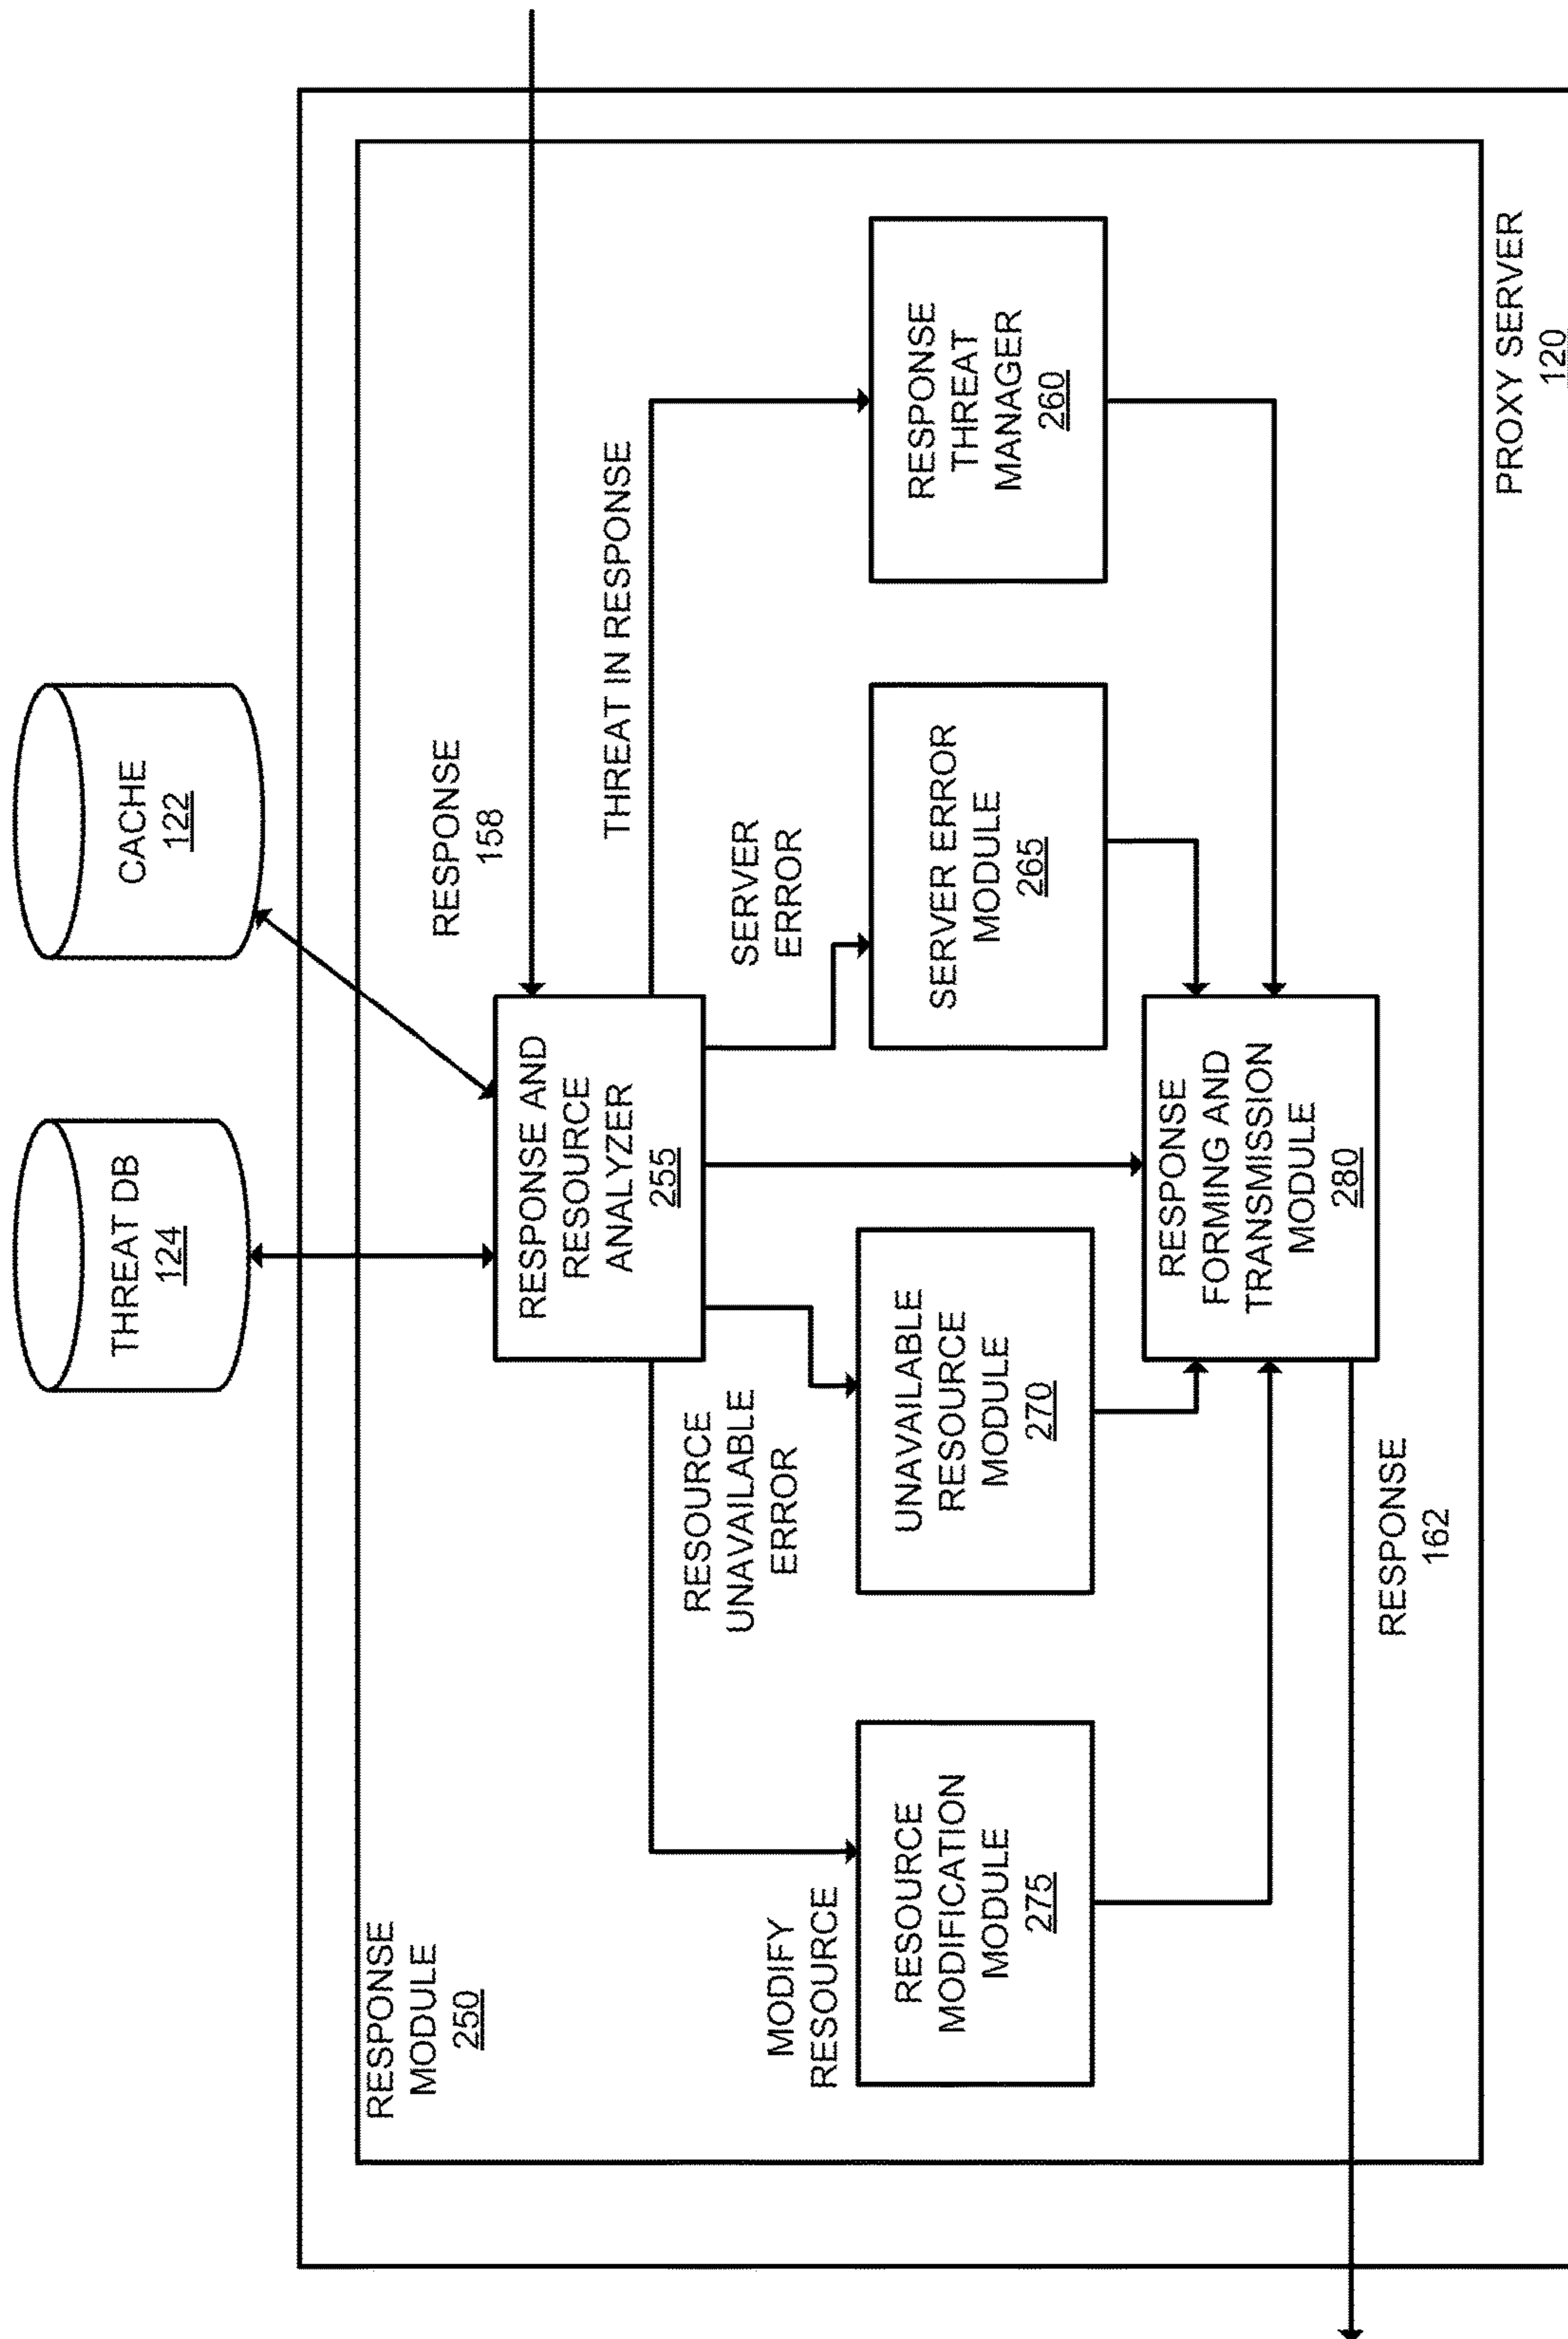 THREAT DB
124
CACHE
122
RESPONSE
MODULE
250
RESPONSE
158
RESPONSE AND
RESOURCE
ANALYZER
255
THREAT IN RESPONSE
SERVER
ERROR
RESOURCE
UNAVAILABLE
ERROR
MODIFY
RESOURCE
RESOURCE
MODIFICATION
MODULE
275
UNAVAILABLE
RESOURCE
MODULE
270
SERVER ERROR
MODULE
265
RESPONSE
THREAT
MANAGER
260
RESPONSE
FORMING AND
TRANSMISSION
MODULE
280
RESPONSE
162
PROXY SERVER
120